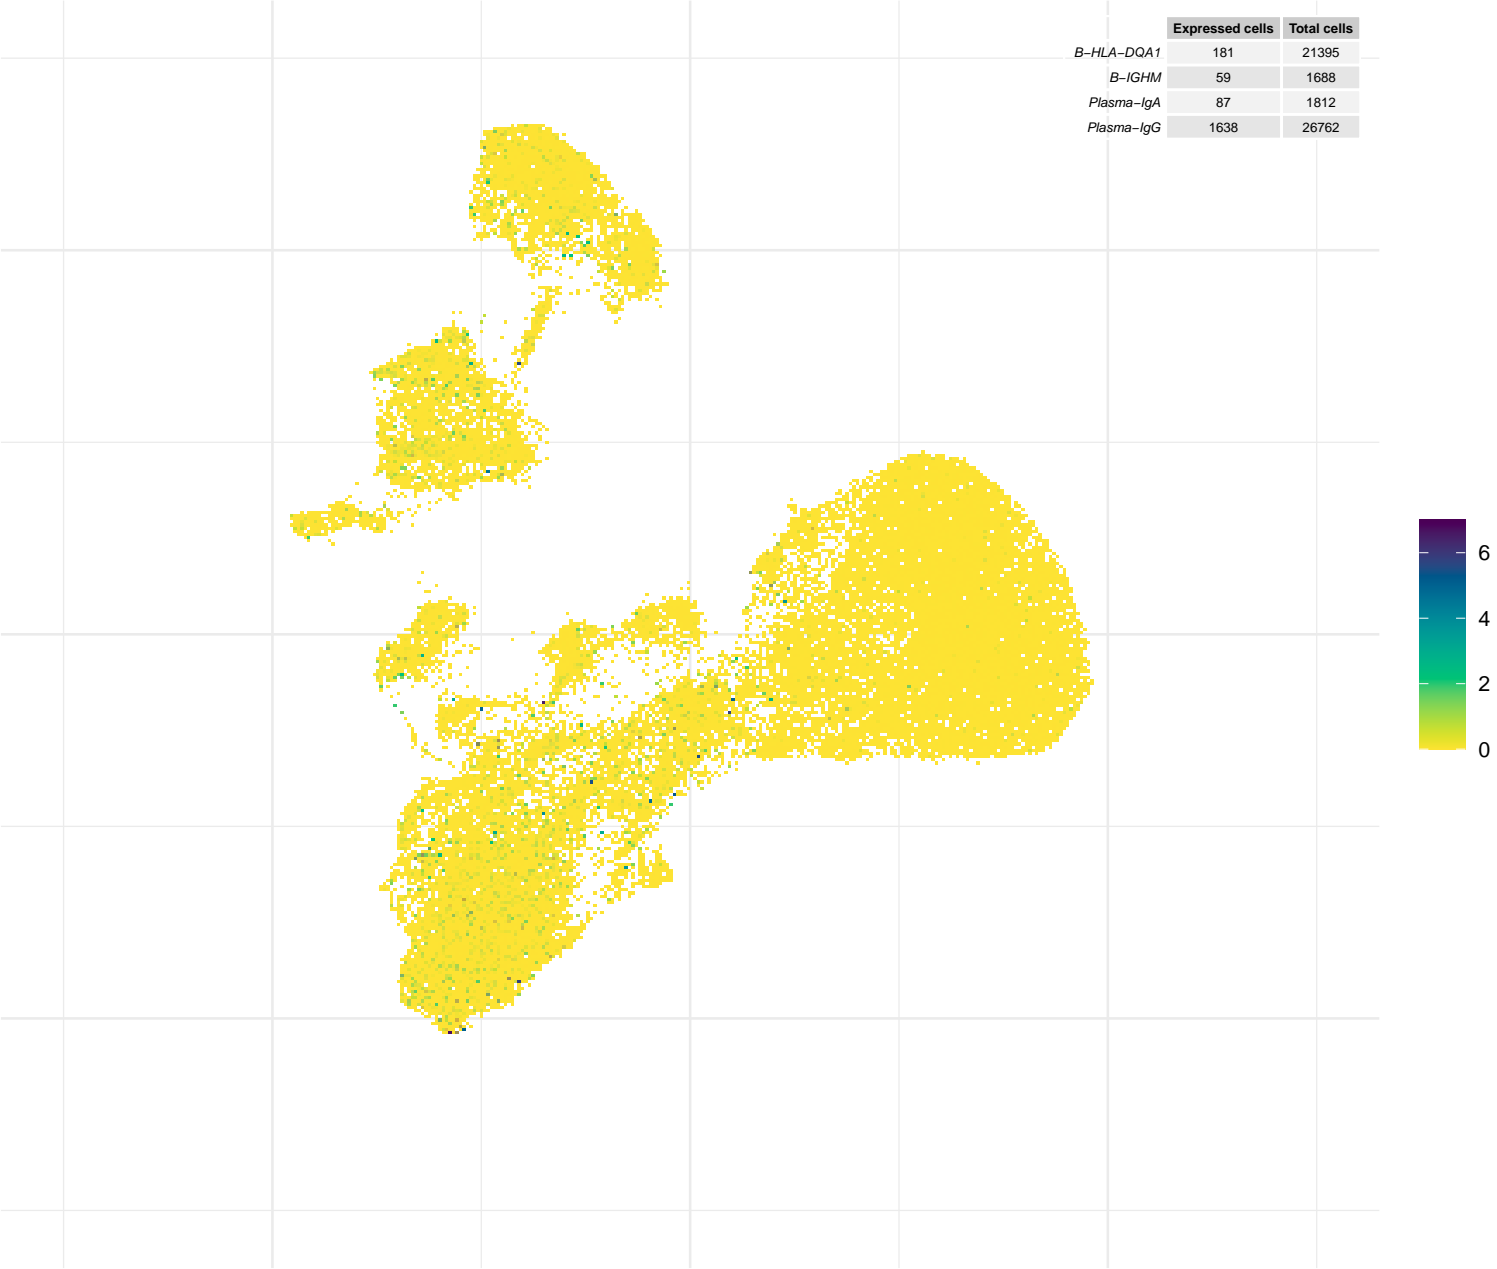 Expressed cells Total cells
B−HLA−DQA1 181 21395
B−IGHM 59 1688
Plasma−IgA 87 1812
Plasma−IgG 1638 26762
6
4
2
0